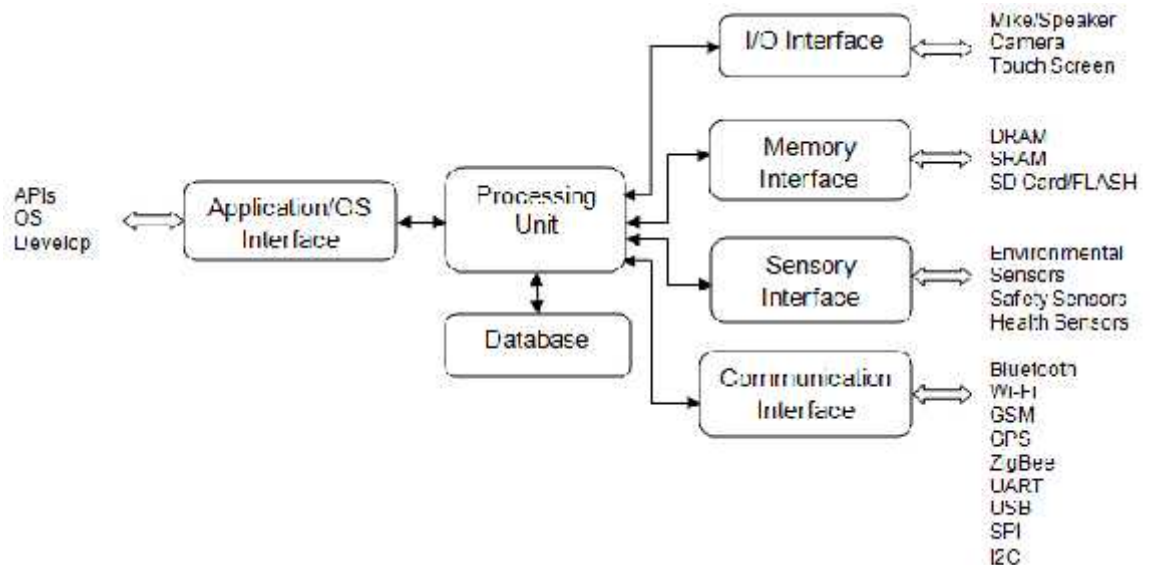 Mike/Speaker
Camera
Touch Screen
I/O Interface
DRAM
SRAM
SD Card/FLASH
Memory
Interface
APIs
OS
Develop
Application/OS
Interface
Processing
Unit
Sensory
Interface
Environmental
Sensors
Safety Sensors
Health Sensors
Database
Communication
Interface
Bluetooth
Wi-Fi
GSM
GPS
ZigBee
UART
USB
SPI
I2C